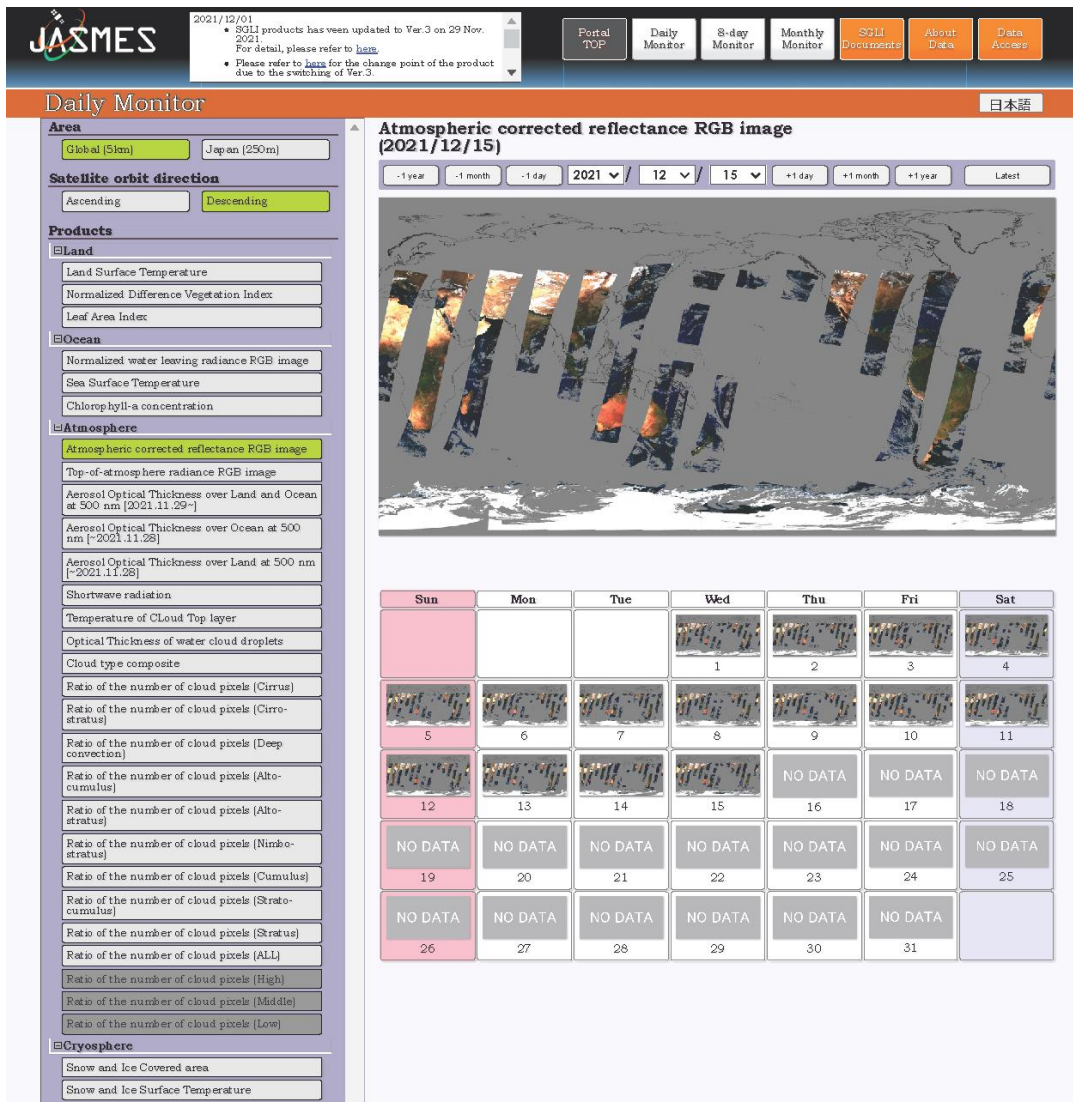 JASMES
2021/12/01
• SGLI products has veen updated to Ver.3 on 29 Nov.
2021.
For detail, please refer to here.
• Please refer to here for the change point of the product
due to the switching of Ver.
3.
Portal
TOP
Daily
Monitor
8-day
Monitor
Monthly
Monitor
SGLI
Documents
About
Data
Data
Access
Daily Monitor
日本語
Area
Global (5km)
Japan (250m)
Satellite orbit direction
Ascending
Descending
Products
⊟Land
Land Surface Temperature
Normalized Difference Vegetation Index
Leaf Area Index
⊟Ocean
Normalized water leaving radiance RGB image
Sea Surface Temperature
Chlorophyll-a concentration
⊟Atmosphere
Atmospheric corrected reflectance RGB image
Top-of-atmosphere radiance RGB image
Aerosol Optical Thickness over Land and Ocean
at 500 nm [2021.11.29~]
Aerosol Optical Thickness over Ocean at 500
nm [~2021.11.28]
Aerosol Optical Thickness over Land at 500 nm
[~2021.11.28]
Shortwave radiation
Temperature of CLoud Top layer
Optical Thickness of water cloud droplets
Cloud type composite
Ratio of the number of cloud pixels (Cirrus)
Ratio of the number of cloud pixels (Cirro-
stratus)
Ratio of the number of cloud pixels (Deep
convection)
Ratio of the number of cloud pixels (Alto-
cumulus)
Ratio of the number of cloud pixels (Alto-
stratus)
Ratio of the number of cloud pixels (Nimbo-
stratus)
Ratio of the number of cloud pixels (Cumulus)
Ratio of the number of cloud pixels (Strato-
cumulus)
Ratio of the number of cloud pixels (Stratus)
Ratio of the number of cloud pixels (ALL)
Ratio of the number of cloud pixels (High)
Ratio of the number of cloud pixels (Middle)
Ratio of the number of cloud pixels (Low)
⊟Cryosphere
Snow and Ice Covered area
Snow and Ice Surface Temperature
Atmospheric corrected reflectance RGB image
(2021/12/15)
-1 year -1 month -1 day 2021 / 12 / 15 +1 day +1 month +1 year Latest
Sun Mon Tue Wed Thu Fri Sat
1 2 3 4
5 6 7 8 9 10 11
NO DATA NO DATA NO DATA
12 13 14 15 16 17 18
NO DATA NO DATA NO DATA NO DATA NO DATA NO DATA NO DATA
19 20 21 22 23 24 25
NO DATA NO DATA NO DATA NO DATA NO DATA NO DATA
26 27 28 29 30 31